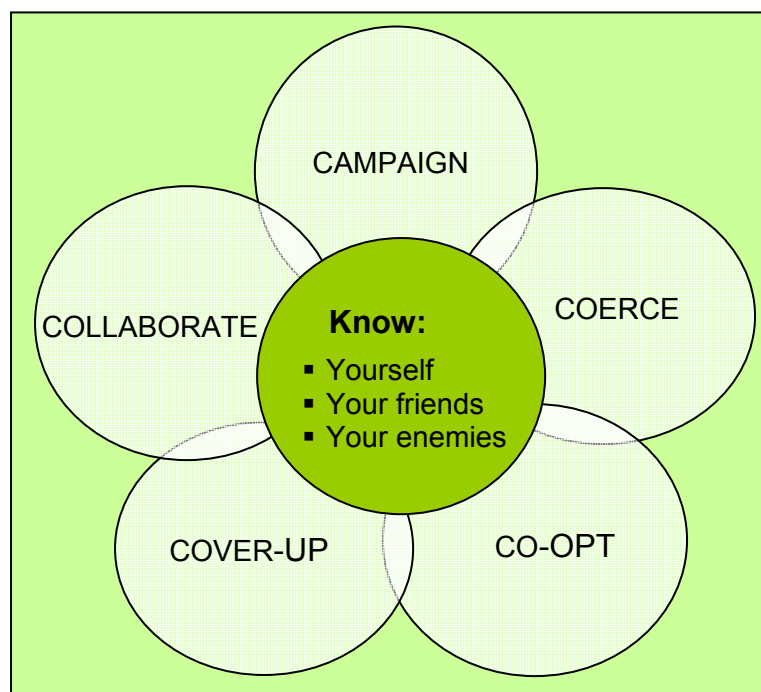 CAMPAIGN
COERCE
COLLABORATE
Know:
▪ Yourself
▪ Your friends
▪ Your enemies
COVER-UP
CO-OPT